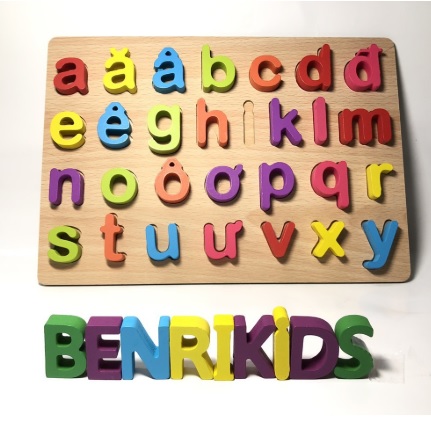 a ă â b c d đ
e ê g h k l m
n o ô ơ p q r
s t u ư v x y
BENRIKiDS